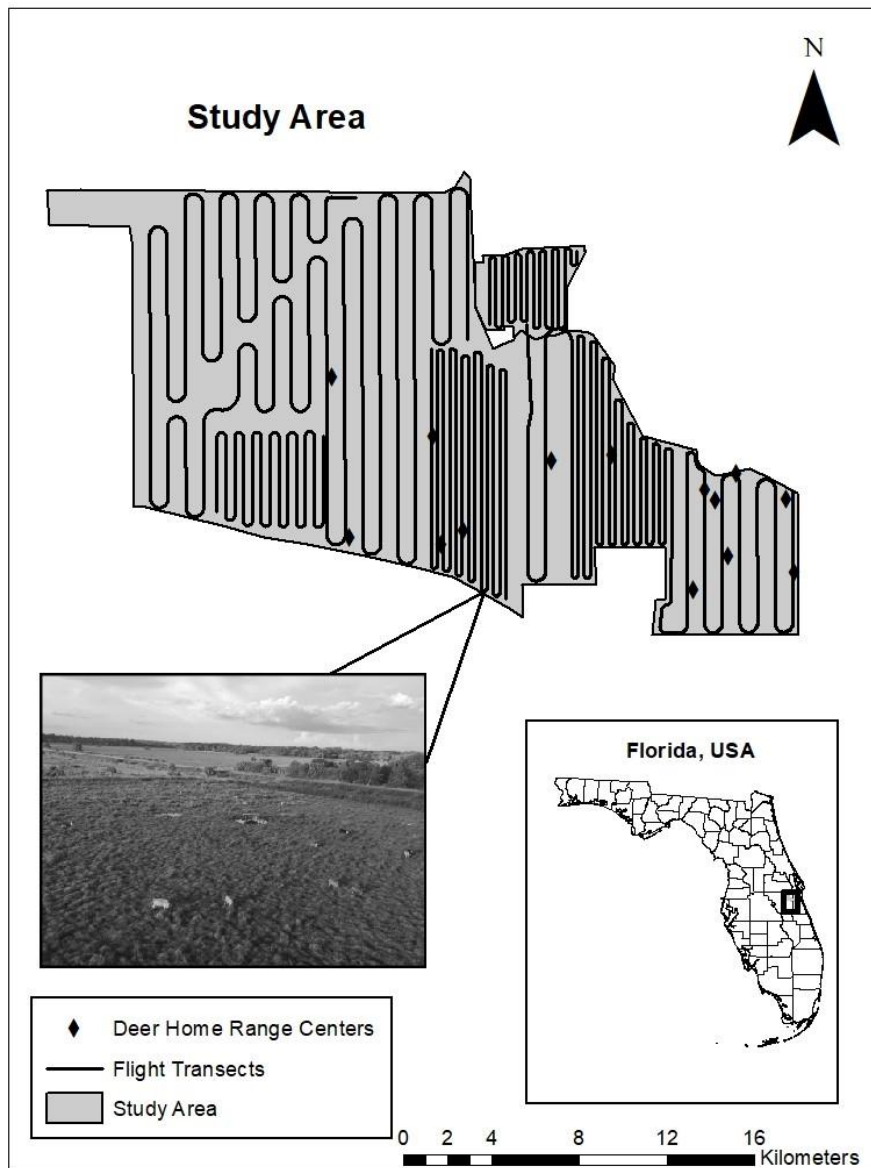 N
Study Area
Florida, USA
Deer Home Range Centers
Flight Transects
Study Area
0 2 4 8 12 16
Kilometers